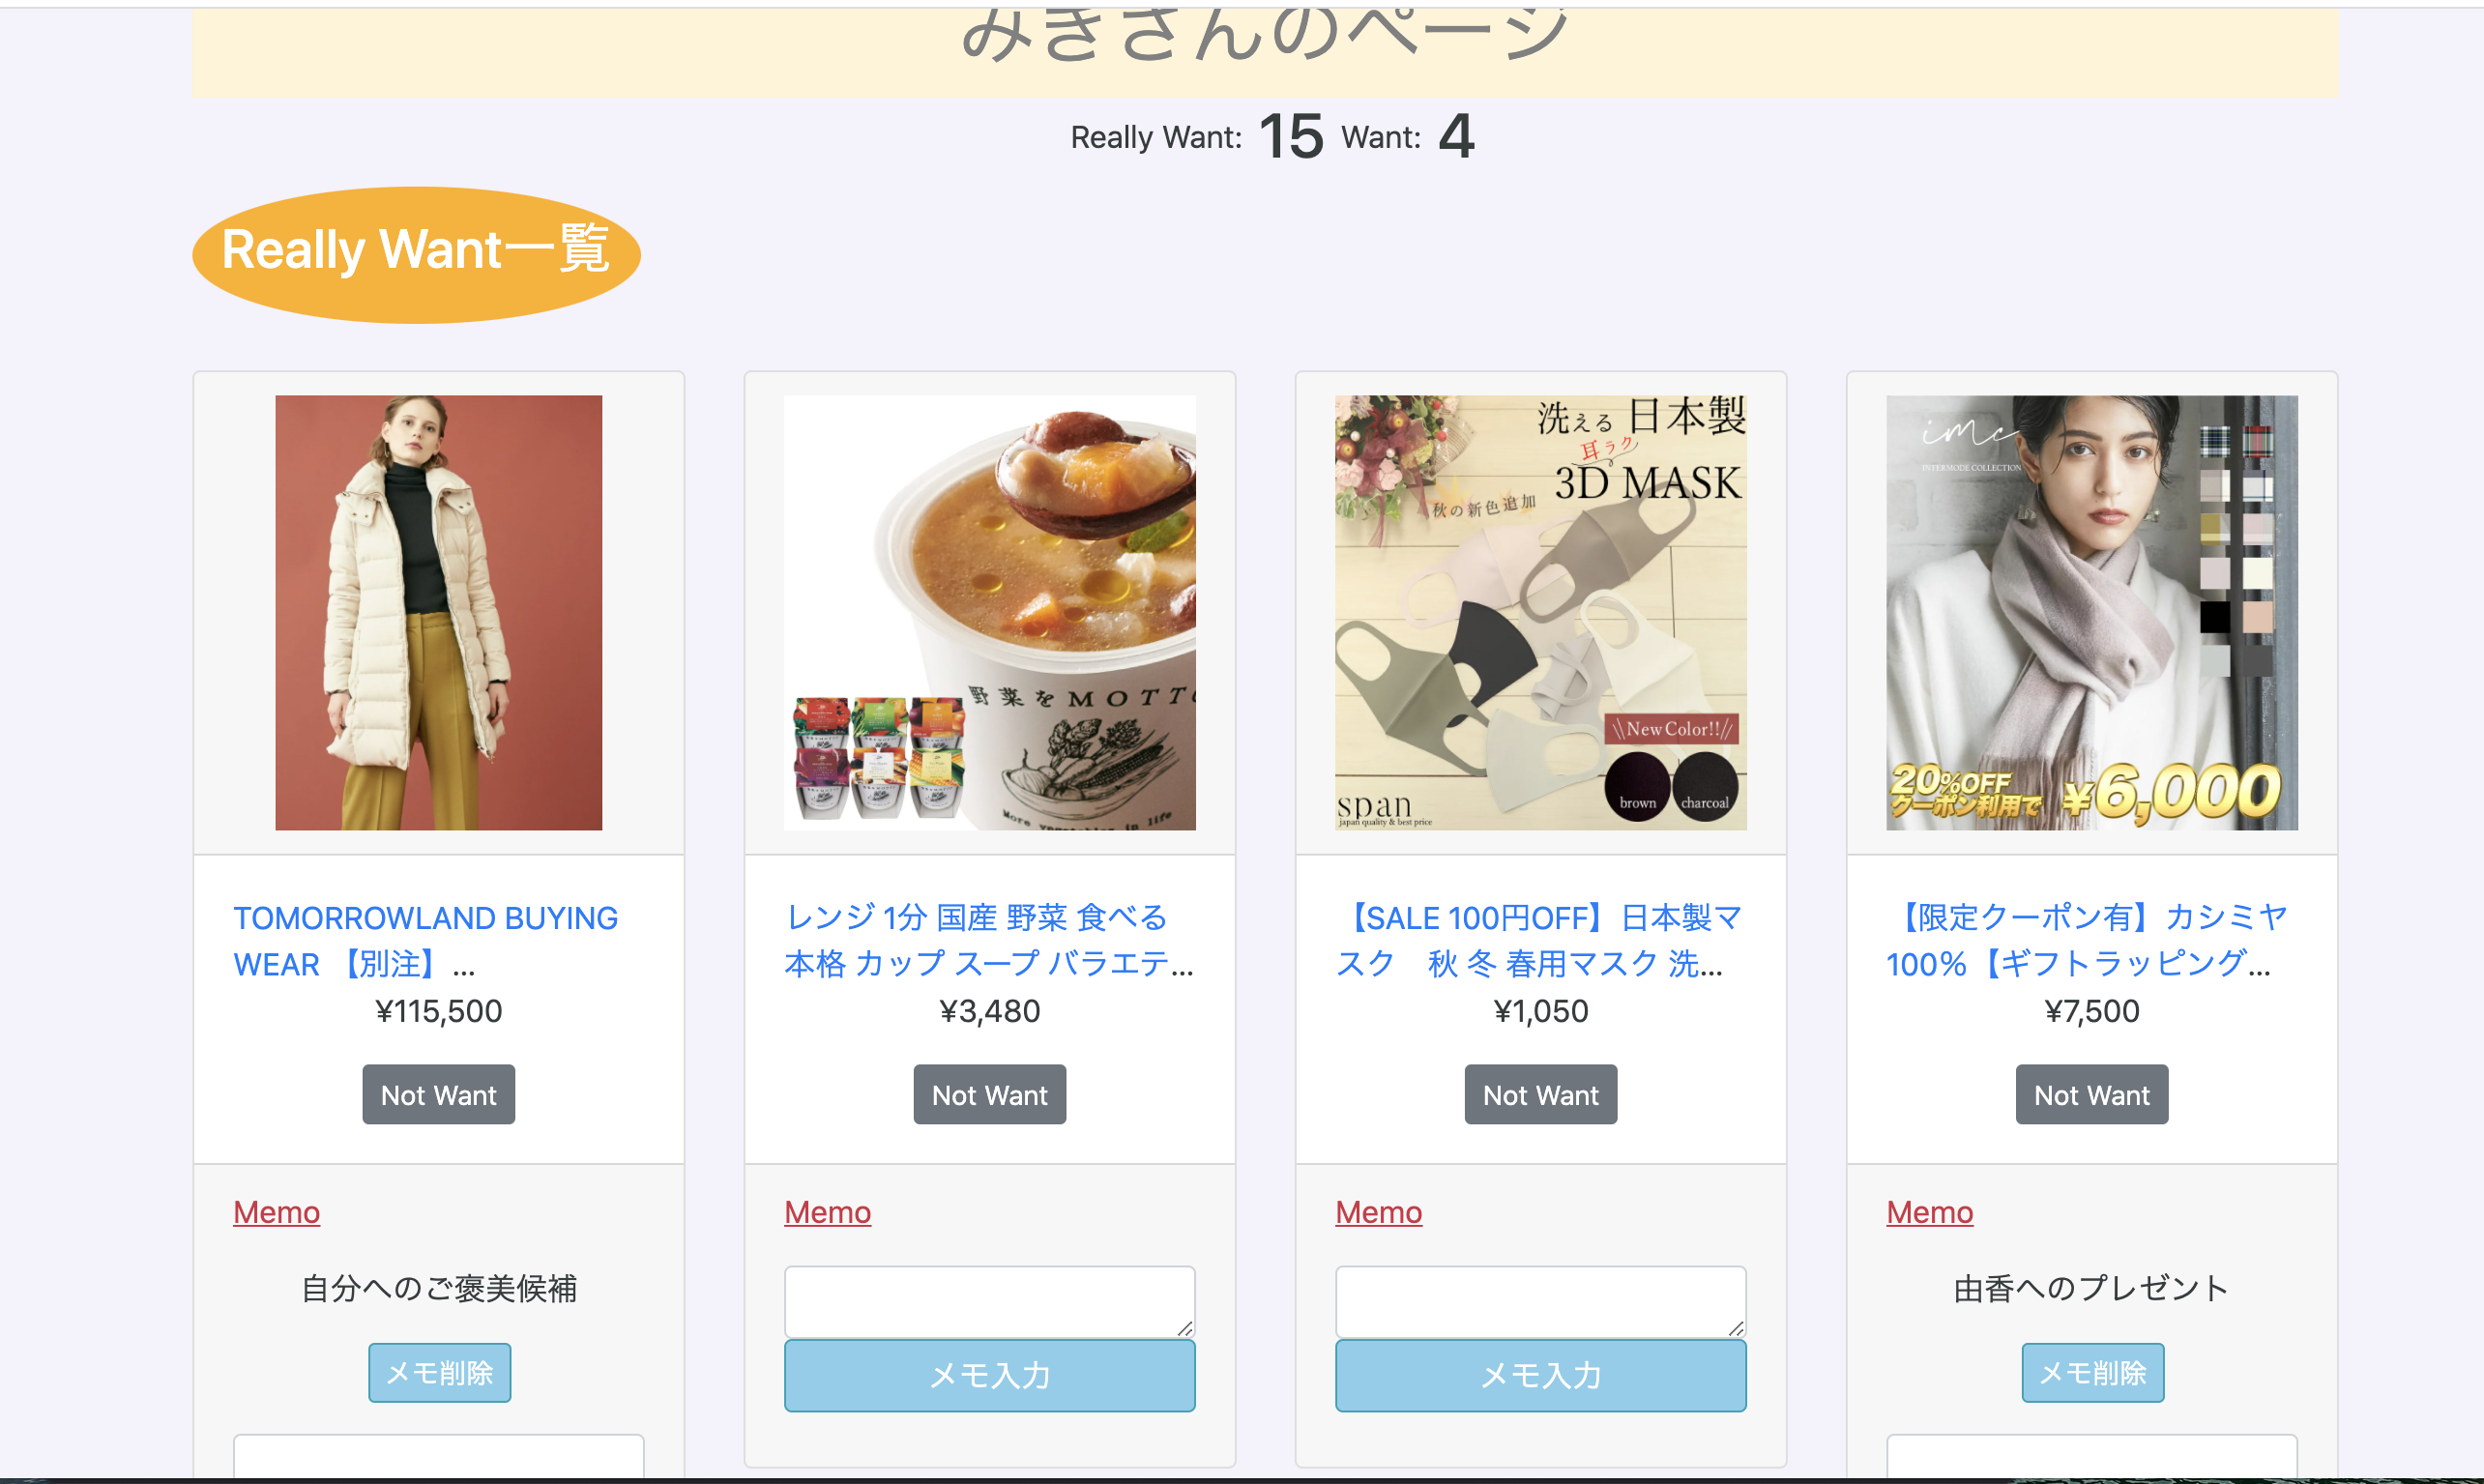 みきさんのページ
Really Want: 15 Want: 4
Really Want一覧
野菜をMOTTO
More vegetables in life
洗える 日本製
耳ラク
3D MASK
秋の新色追加
\\New Color!!//
brown
charcoal
span
japan quality & best price
imc
INTERMODE COLLECTION
20%OFF
クーポン利用で ¥6,000
TOMORROWLAND BUYING
WEAR 【別注】...
¥115,500
Not Want
Memo
自分へのご褒美候補
メモ削除
レンジ 1分 国産 野菜 食べる
本格 カップ スープ バラエテ...
¥3,480
Not Want
Memo
メモ入力
【SALE 100円OFF】日本製マ
スク 秋 冬 春用マスク 洗...
¥1,050
Not Want
Memo
メモ入力
【限定クーポン有】カシミヤ
100%【ギフトラッピング...
¥7,500
Not Want
Memo
由香へのプレゼント
メモ削除